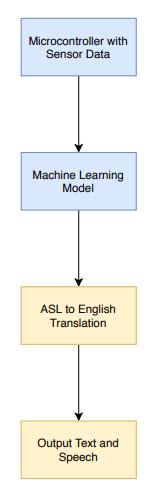 Microcontroller with
Sensor Data
Machine Learning
Model
ASL to English
Translation
Output Text and
Speech